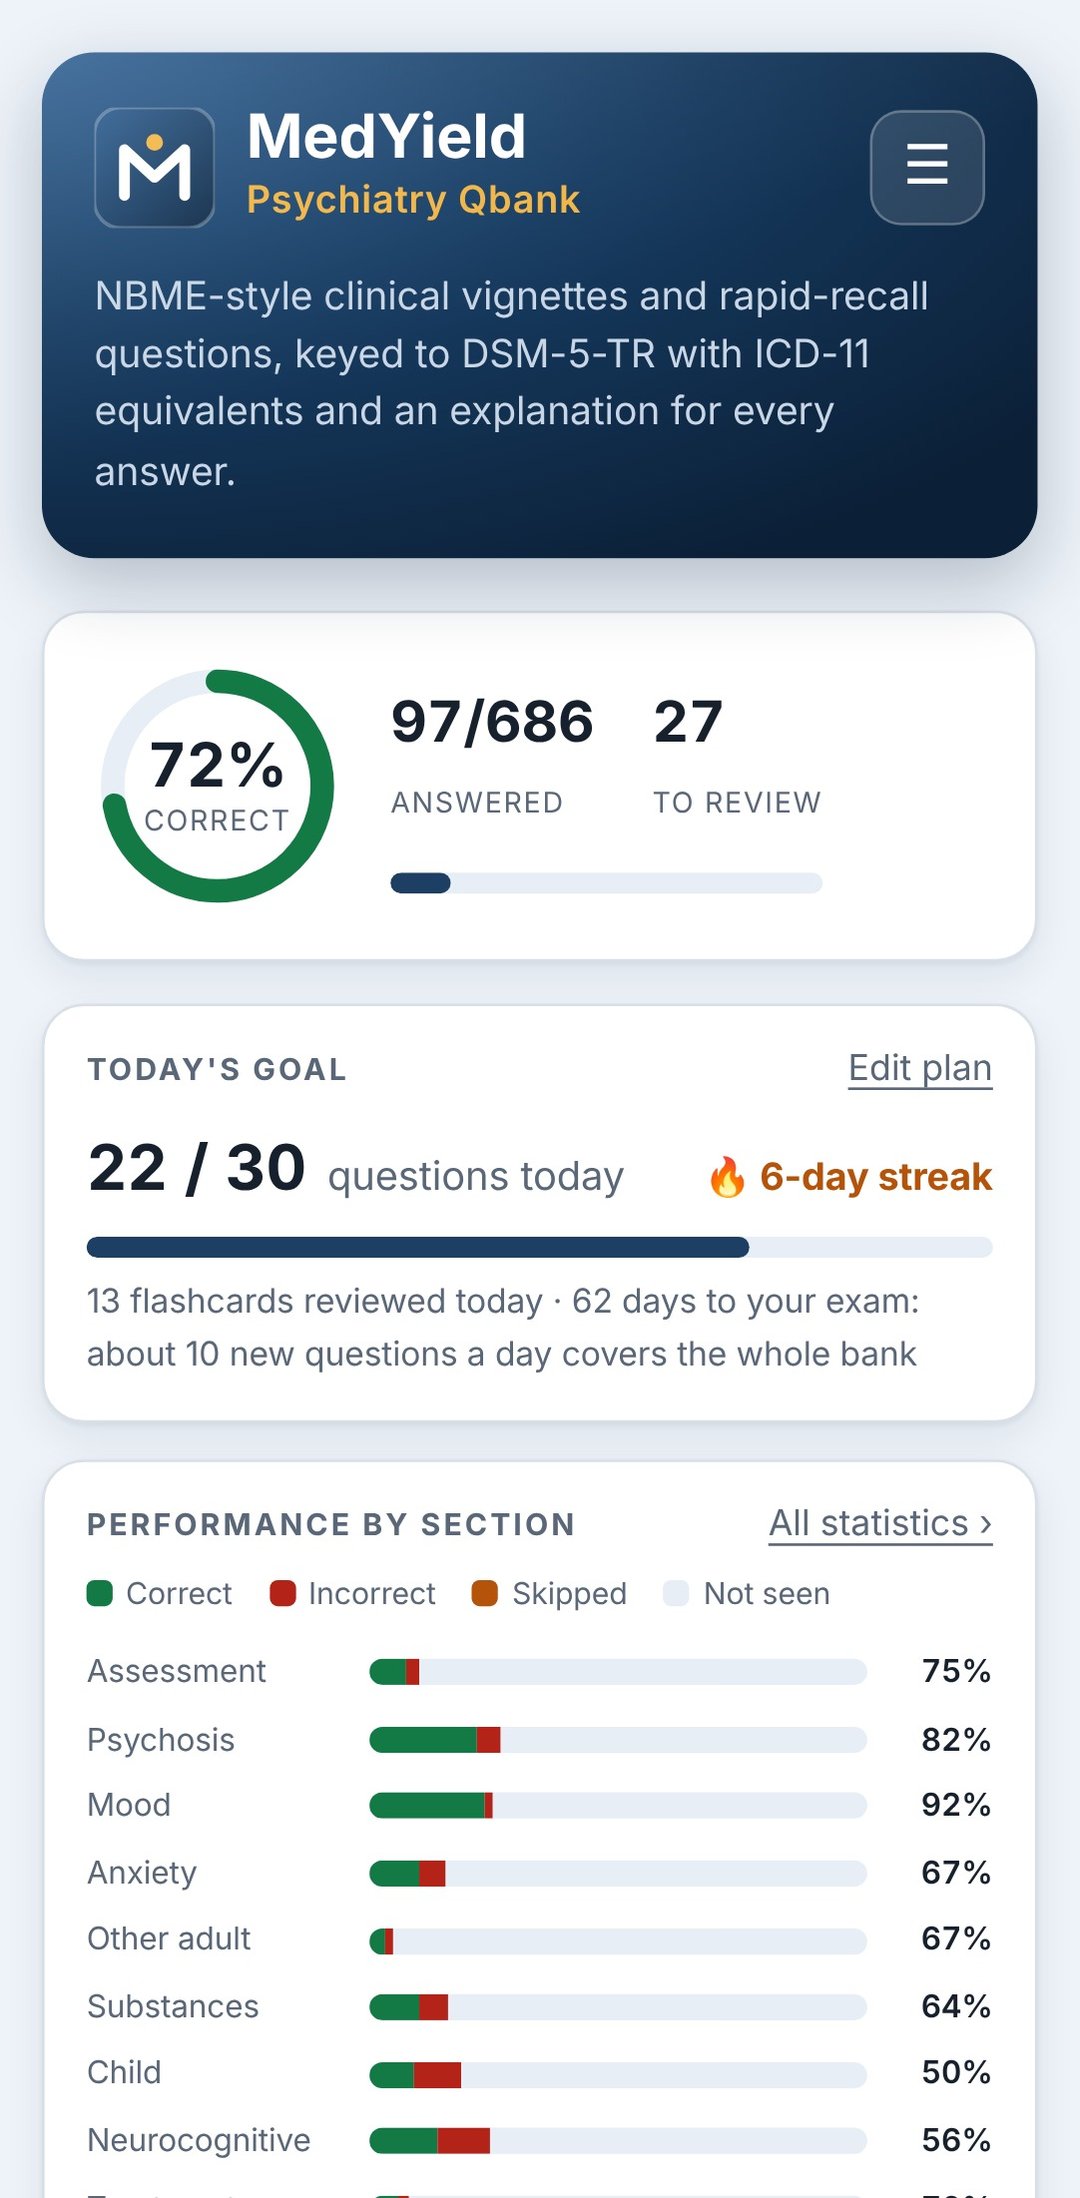 MedYield
Psychiatry Qbank
NBME-style clinical vignettes and rapid-recall
questions, keyed to DSM-5-TR with ICD-11
equivalents and an explanation for every
answer.
72%
CORRECT
97/686
ANSWERED
27
TO REVIEW
TODAY'S GOAL
Edit plan
22 / 30 questions today
🔥 6-day streak
13 flashcards reviewed today · 62 days to your exam:
about 10 new questions a day covers the whole bank
PERFORMANCE BY SECTION
All statistics ›
Correct Incorrect Skipped Not seen
Assessment 75%
Psychosis 82%
Mood 92%
Anxiety 67%
Other adult 67%
Substances 64%
Child 50%
Neurocognitive 56%